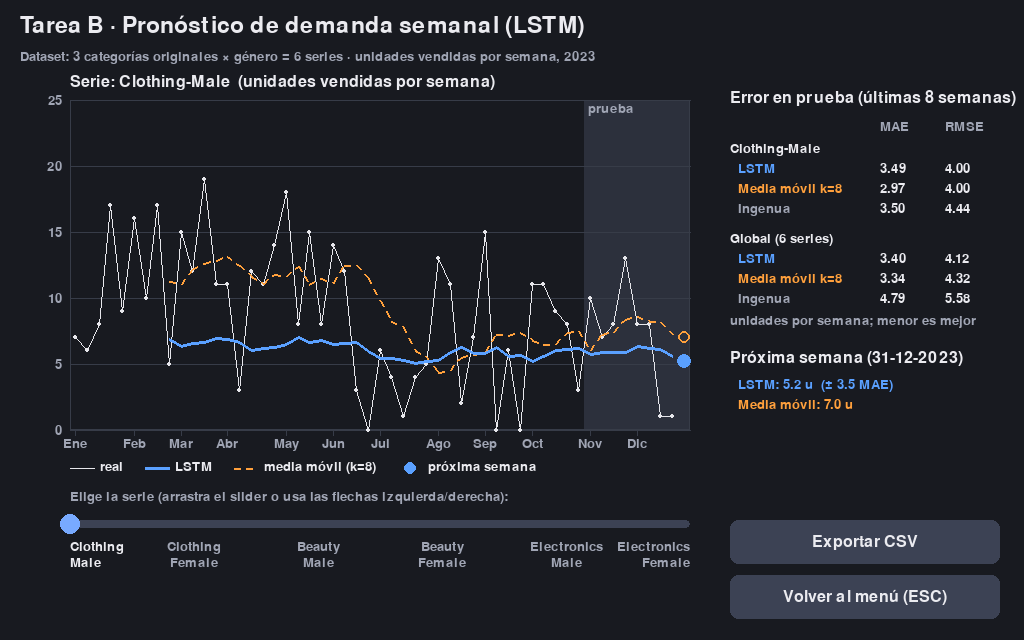 Tarea B · Pronóstico de demanda semanal (LSTM)
Dataset: 3 categorías originales × género = 6 series · unidades vendidas por semana, 2023
Serie: Clothing-Male (unidades vendidas por semana)
25
20
15
10
5
0
prueba
Ene Feb Mar Abr May Jun Jul Ago Sep Oct Nov Dic
real LSTM media móvil (k=8) próxima semana
Elige la serie (arrastra el slider o usa las flechas izquierda/derecha):
Clothing Male
Clothing Female
Beauty Male
Beauty Female
Electronics Male
Electronics Female
Error en prueba (últimas 8 semanas)
MAE RMSE
Clothing-Male
LSTM 3.49 4.00
Media móvil k=8 2.97 4.00
Ingenua 3.50 4.44
Global (6 series)
LSTM 3.40 4.12
Media móvil k=8 3.34 4.32
Ingenua 4.79 5.58
unidades por semana; menor es mejor
Próxima semana (31-12-2023)
LSTM: 5.2 u (± 3.5 MAE)
Media móvil: 7.0 u
Exportar CSV
Volver al menú (ESC)